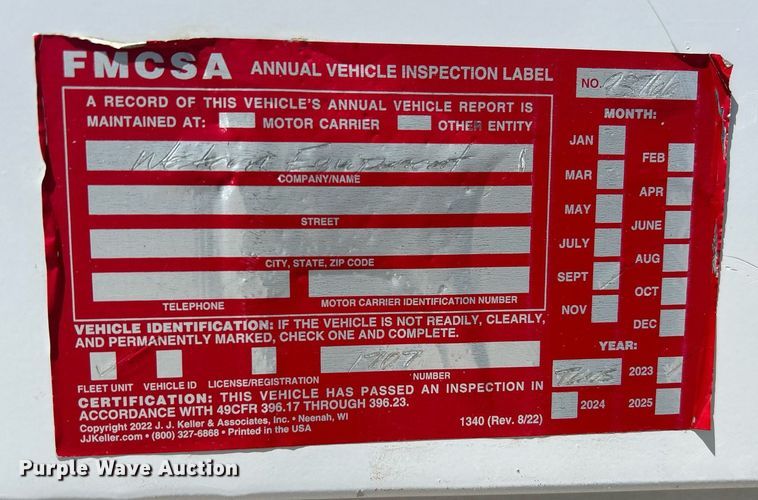 FMCSA ANNUAL VEHICLE INSPECTION LABEL
NO.
A RECORD OF THIS VEHICLE'S ANNUAL VEHICLE REPORT IS
MAINTAINED AT: MOTOR CARRIER OTHER ENTITY
Equipment
COMPANY/NAME
STREET
CITY, STATE, ZIP CODE
TELEPHONE
MOTOR CARRIER IDENTIFICATION NUMBER
MONTH:
JAN
FEB
MAR
APR
MAY
JUNE
JULY
AUG
SEPT
OCT
NOV
DEC
VEHICLE IDENTIFICATION: IF THE VEHICLE IS NOT READILY, CLEARLY,
AND PERMANENTLY MARKED, CHECK ONE AND COMPLETE.
1909
FLEET UNIT VEHICLE ID LICENSE/REGISTRATION NUMBER
YEAR:
2023
2024 2025
CERTIFICATION: THIS VEHICLE HAS PASSED AN INSPECTION IN
ACCORDANCE WITH 49CFR 396.17 THROUGH 396.23.
Copyright 2022 J. J. Keller & Associates, Inc. • Neenah, WI
JJKeller.com • (800) 327-6868 • Printed in the USA
1340 (Rev. 8/22)
Purple Wave Auction